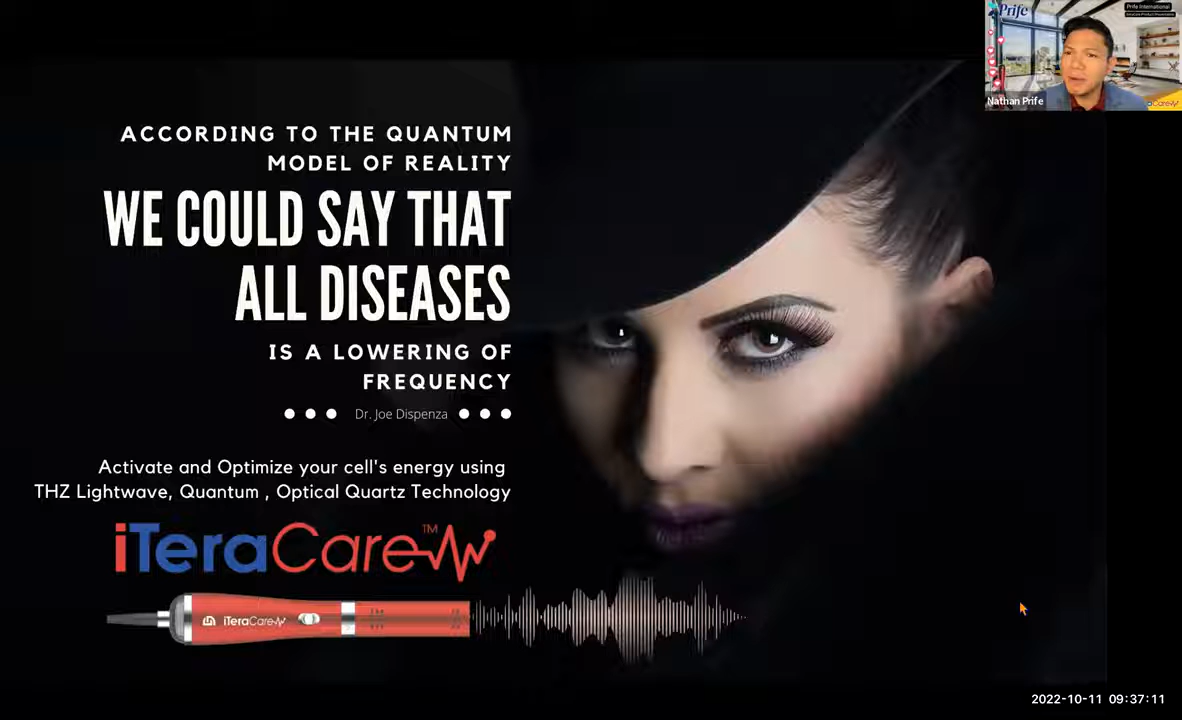 ACCORDING TO THE QUANTUM
MODEL OF REALITY
WE COULD SAY THAT
ALL DISEASES
IS A LOWERING OF
FREQUENCY
Dr. Joe Dispenza
Activate and Optimize your cell's energy using
THZ Lightwave, Quantum , Optical Quartz Technology
iTeraCare™
iTeraCare
Prife
Prife International
Nathan Prife
2022-10-11 09:37:11